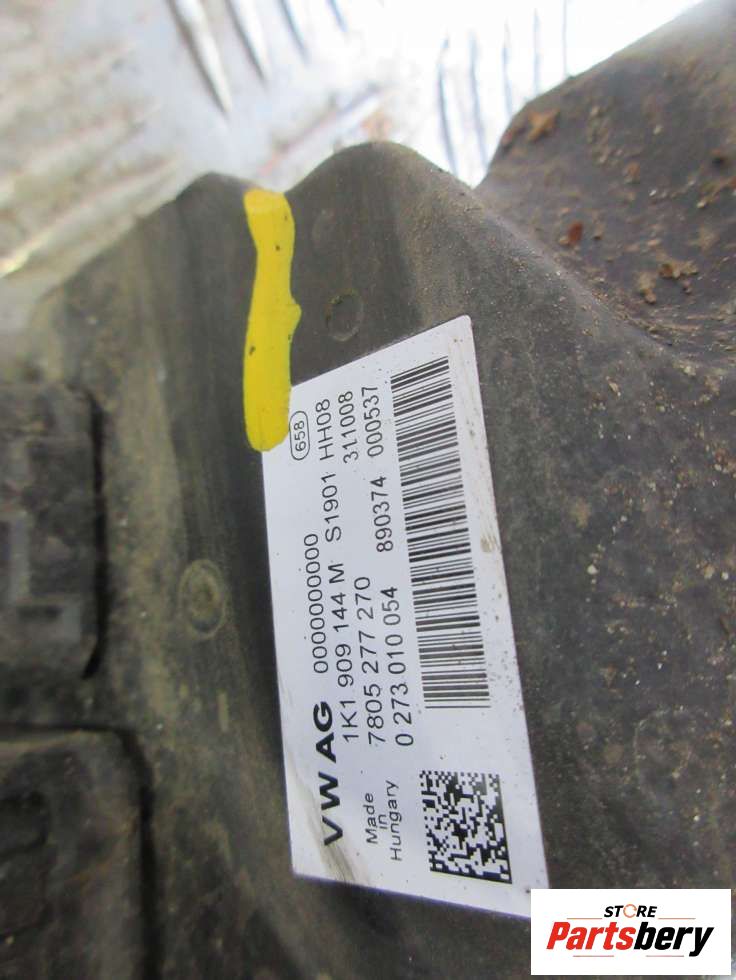 658
VW AG 0000000000
1K1 909 144 M S1901 HH08
7805 277 270 311008
0 273 010 054 890374 000537
Made
in
Hungary
STORE
Partsbery